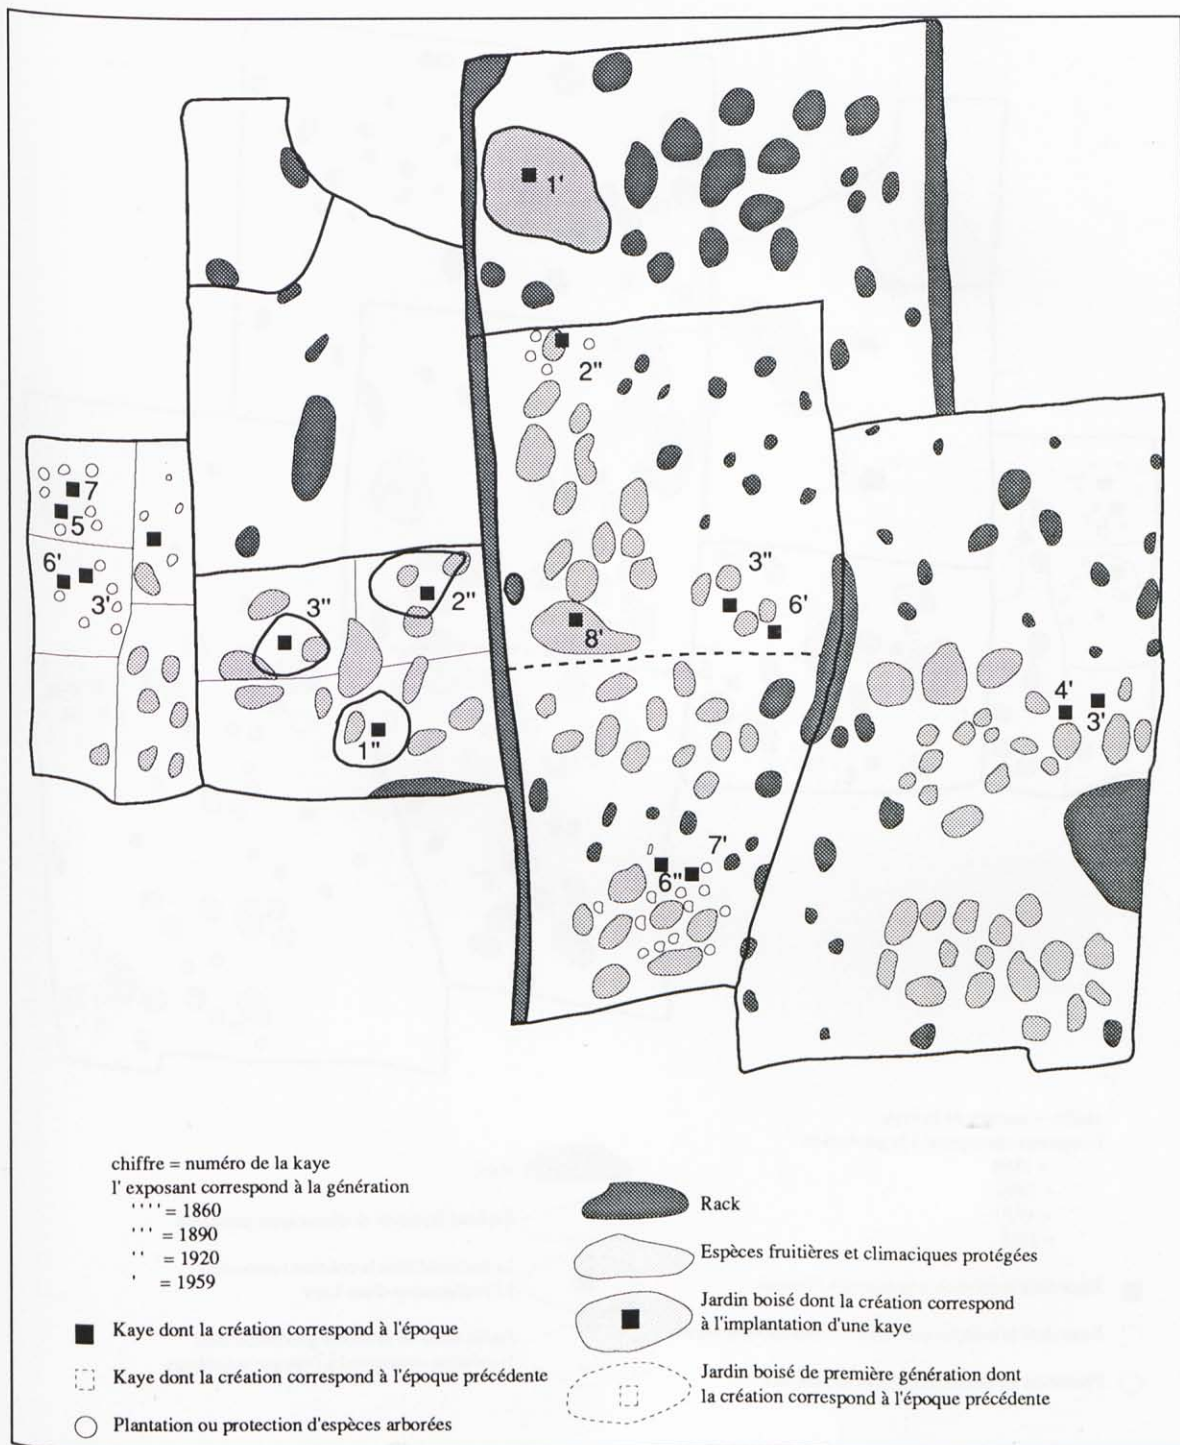 1'
2"
7
5
6'
3'
3"
2"
1"
3"
6'
8'
4'
3'
7'
6"
chiffre = numéro de la kaye
l' exposant correspond à la génération
' ' ' ' = 1860
' ' ' = 1890
' ' = 1920
' = 1959
Kaye dont la création correspond à l'époque
Kaye dont la création correspond à l'époque précédente
Plantation ou protection d'espèces arborées
Rack
Espèces fruitières et climaciques protégées
Jardin boisé dont la création correspond
à l'implantation d'une kaye
Jardin boisé de première génération dont
la création correspond à l'époque précédente